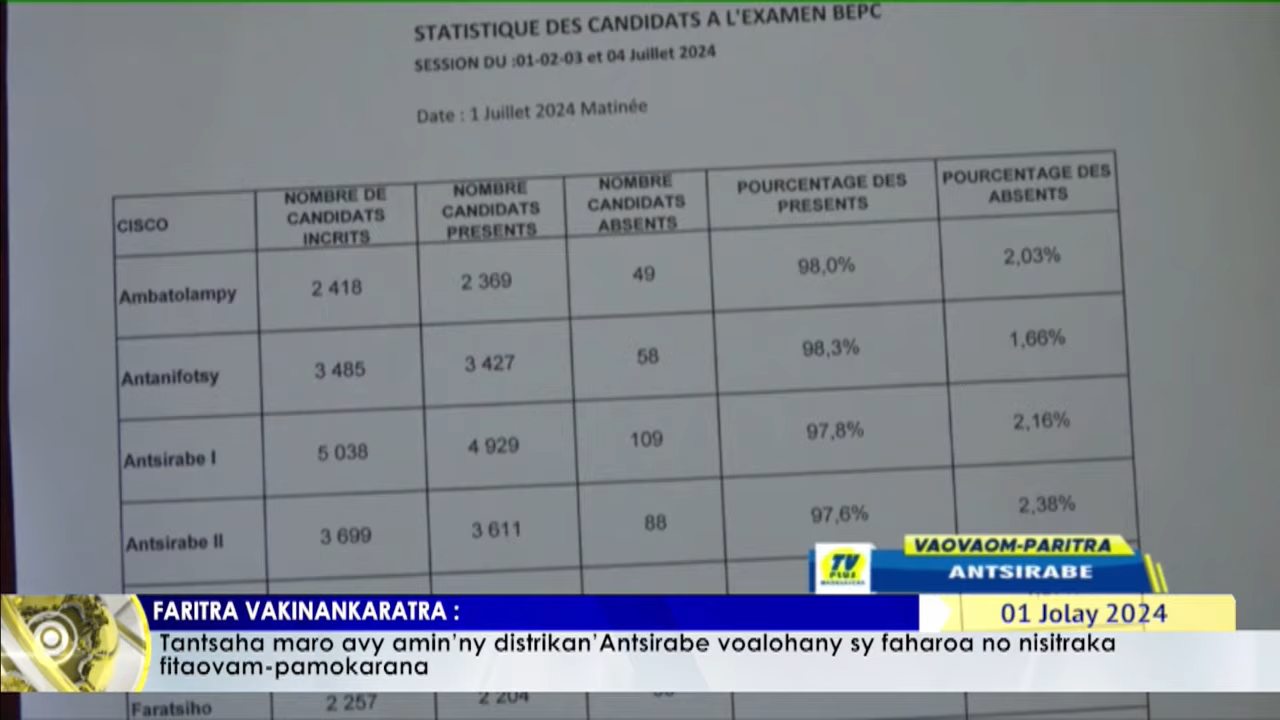 STATISTIQUE DES CANDIDATS A L'EXAMEN BEPC
SESSION DU :01-02-03 et 04 Juillet 2024
Date : 1 Juillet 2024 Matinée
CISCO
NOMBRE DE
CANDIDATS
INCRITS
NOMBRE
CANDIDATS
PRESENTS
NOMBRE
CANDIDATS
ABSENTS
POURCENTAGE DES
PRESENTS
POURCENTAGE DES
ABSENTS
Ambatolampy 2 418 2 369 49 98,0% 2,03%
Antanifotsy 3 485 3 427 58 98,3% 1,66%
Antsirabe I 5 038 4 929 109 97,8% 2,16%
Antsirabe II 3 699 3 611 88 97,6% 2,38%
TV
PLUS
MADAGASCAR
VAOVAOM-PARITRA
ANTSIRABE
FARITRA VAKINANKARATRA :
01 Jolay 2024
Tantsaha maro avy amin'ny distrikan'Antsirabe voalohany sy faharoa no nisitraka
fitaovam-pamokarana
Faratsiho 2 257 2 204